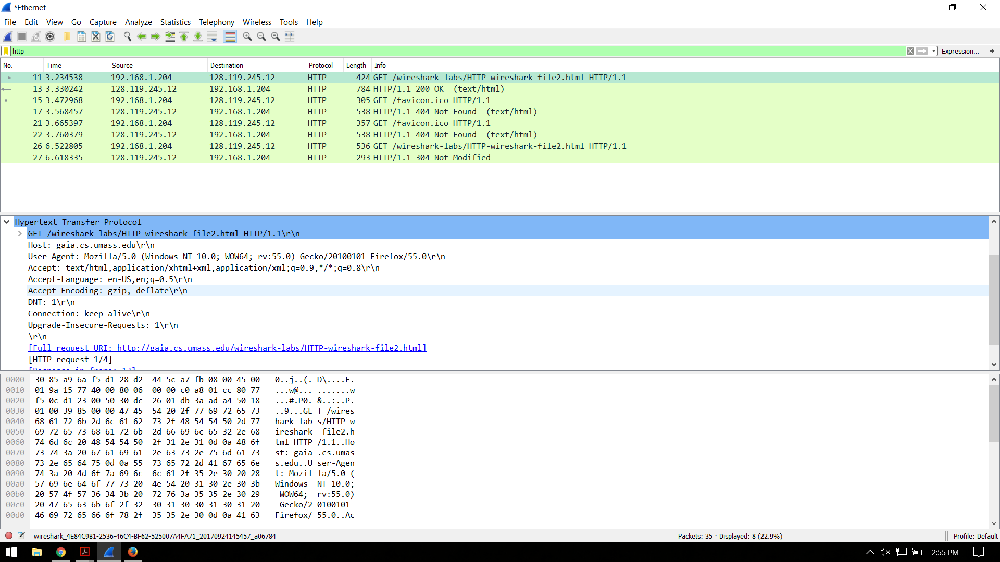 *Ethernet
File Edit View Go Capture Analyze Statistics Telephony Wireless Tools Help
http Expression... +
No. Time Source Destination Protocol Length Info
11 3.234538 192.168.1.204 128.119.245.12 HTTP 424 GET /wireshark-labs/HTTP-wireshark-file2.html HTTP/1.1
13 3.330242 128.119.245.12 192.168.1.204 HTTP 784 HTTP/1.1 200 OK (text/html)
15 3.472968 192.168.1.204 128.119.245.12 HTTP 305 GET /favicon.ico HTTP/1.1
17 3.568457 128.119.245.12 192.168.1.204 HTTP 538 HTTP/1.1 404 Not Found (text/html)
21 3.665397 192.168.1.204 128.119.245.12 HTTP 357 GET /favicon.ico HTTP/1.1
22 3.760379 128.119.245.12 192.168.1.204 HTTP 538 HTTP/1.1 404 Not Found (text/html)
26 6.522805 192.168.1.204 128.119.245.12 HTTP 536 GET /wireshark-labs/HTTP-wireshark-file2.html HTTP/1.1
27 6.618335 128.119.245.12 192.168.1.204 HTTP 293 HTTP/1.1 304 Not Modified
Hypertext Transfer Protocol
GET /wireshark-labs/HTTP-wireshark-file2.html HTTP/1.1\r\n
Host: gaia.cs.umass.edu\r\n
User-Agent: Mozilla/5.0 (Windows NT 10.0; WOW64; rv:55.0) Gecko/20100101 Firefox/55.0\r\n
Accept: text/html,application/xhtml+xml,application/xml;q=0.9,*/*;q=0.8\r\n
Accept-Language: en-US,en;q=0.5\r\n
Accept-Encoding: gzip, deflate\r\n
DNT: 1\r\n
Connection: keep-alive\r\n
Upgrade-Insecure-Requests: 1\r\n
\r\n
[Full request URI: http://gaia.cs.umass.edu/wireshark-labs/HTTP-wireshark-file2.html]
[HTTP request 1/4]
[Response in frame: 13]
0000 30 85 a9 6a f5 d1 28 d2 44 5c a7 fb 08 00 45 00 0..j..(. D\....E.
0010 01 9a 15 77 40 00 80 06 00 00 c0 a8 01 cc 80 77 ...w@... .......w
0020 f5 0c d1 23 00 50 30 dc 26 01 db 3a ad a4 50 18 ...#.P0. &..:..P.
0030 01 00 39 85 00 00 47 45 54 20 2f 77 69 72 65 73 ..9...GE T /wires
0040 68 61 72 6b 2d 6c 61 62 73 2f 48 54 54 50 2d 77 hark-lab s/HTTP-w
0050 69 72 65 73 68 61 72 6b 2d 66 69 6c 65 32 2e 68 ireshark -file2.h
0060 74 6d 6c 20 48 54 54 50 2f 31 2e 31 0d 0a 48 6f tml HTTP /1.1..Ho
0070 73 74 3a 20 67 61 69 61 2e 63 73 2e 75 6d 61 73 st: gaia .cs.umas
0080 73 2e 65 64 75 0d 0a 55 73 65 72 2d 41 67 65 6e s.edu..U ser-Agen
0090 74 3a 20 4d 6f 7a 69 6c 6c 61 2f 35 2e 30 20 28 t: Mozil la/5.0 (
00a0 57 69 6e 64 6f 77 73 20 4e 54 20 31 30 2e 30 3b Windows NT 10.0;
00b0 20 57 4f 57 36 34 3b 20 72 76 3a 35 35 2e 30 29 WOW64; rv:55.0)
00c0 20 47 65 63 6b 6f 2f 32 30 31 30 30 31 30 31 20 Gecko/2 0100101
00d0 46 69 72 65 66 6f 78 2f 35 35 2e 30 0d 0a 41 63 Firefox/ 55.0..Ac
wireshark_4E84C9B1-2536-46C4-BF62-525007A4FA71_20170924145457_a06784 Packets: 35 · Displayed: 8 (22.9%) Profile: Default
2:55 PM